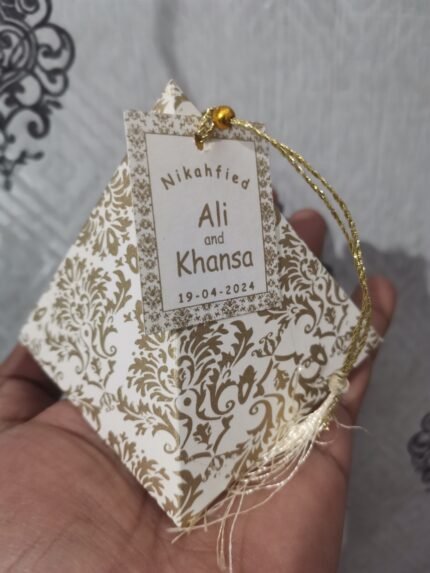 Nikahfied
Ali
and
Khansa
19-04-2024